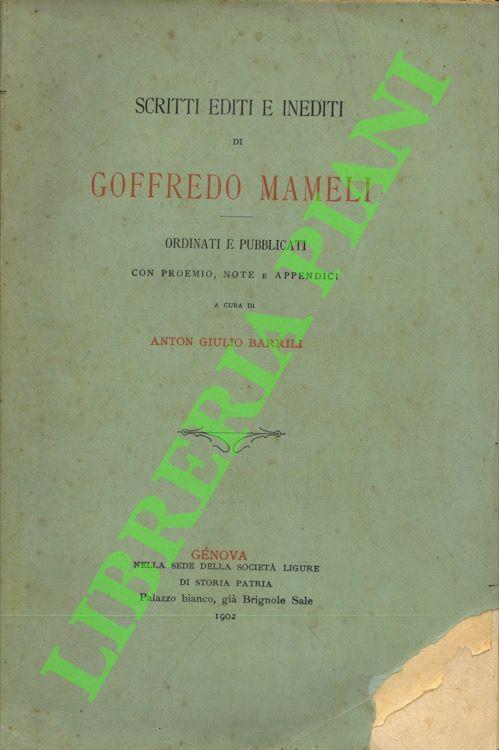 SCRITTI EDITI E INEDITI
DI
GOFFREDO MAMELI
ORDINATI E PUBBLICATI
CON PROEMIO, NOTE E APPENDICI
A CURA DI
ANTON GIULIO BARRILI
GÉNOVA
NELLA SEDE DELLA SOCIETÀ LIGURE
DI STORIA PATRIA
Palazzo bianco, già Brignole Sale
1902
LIBRERIA PIANI